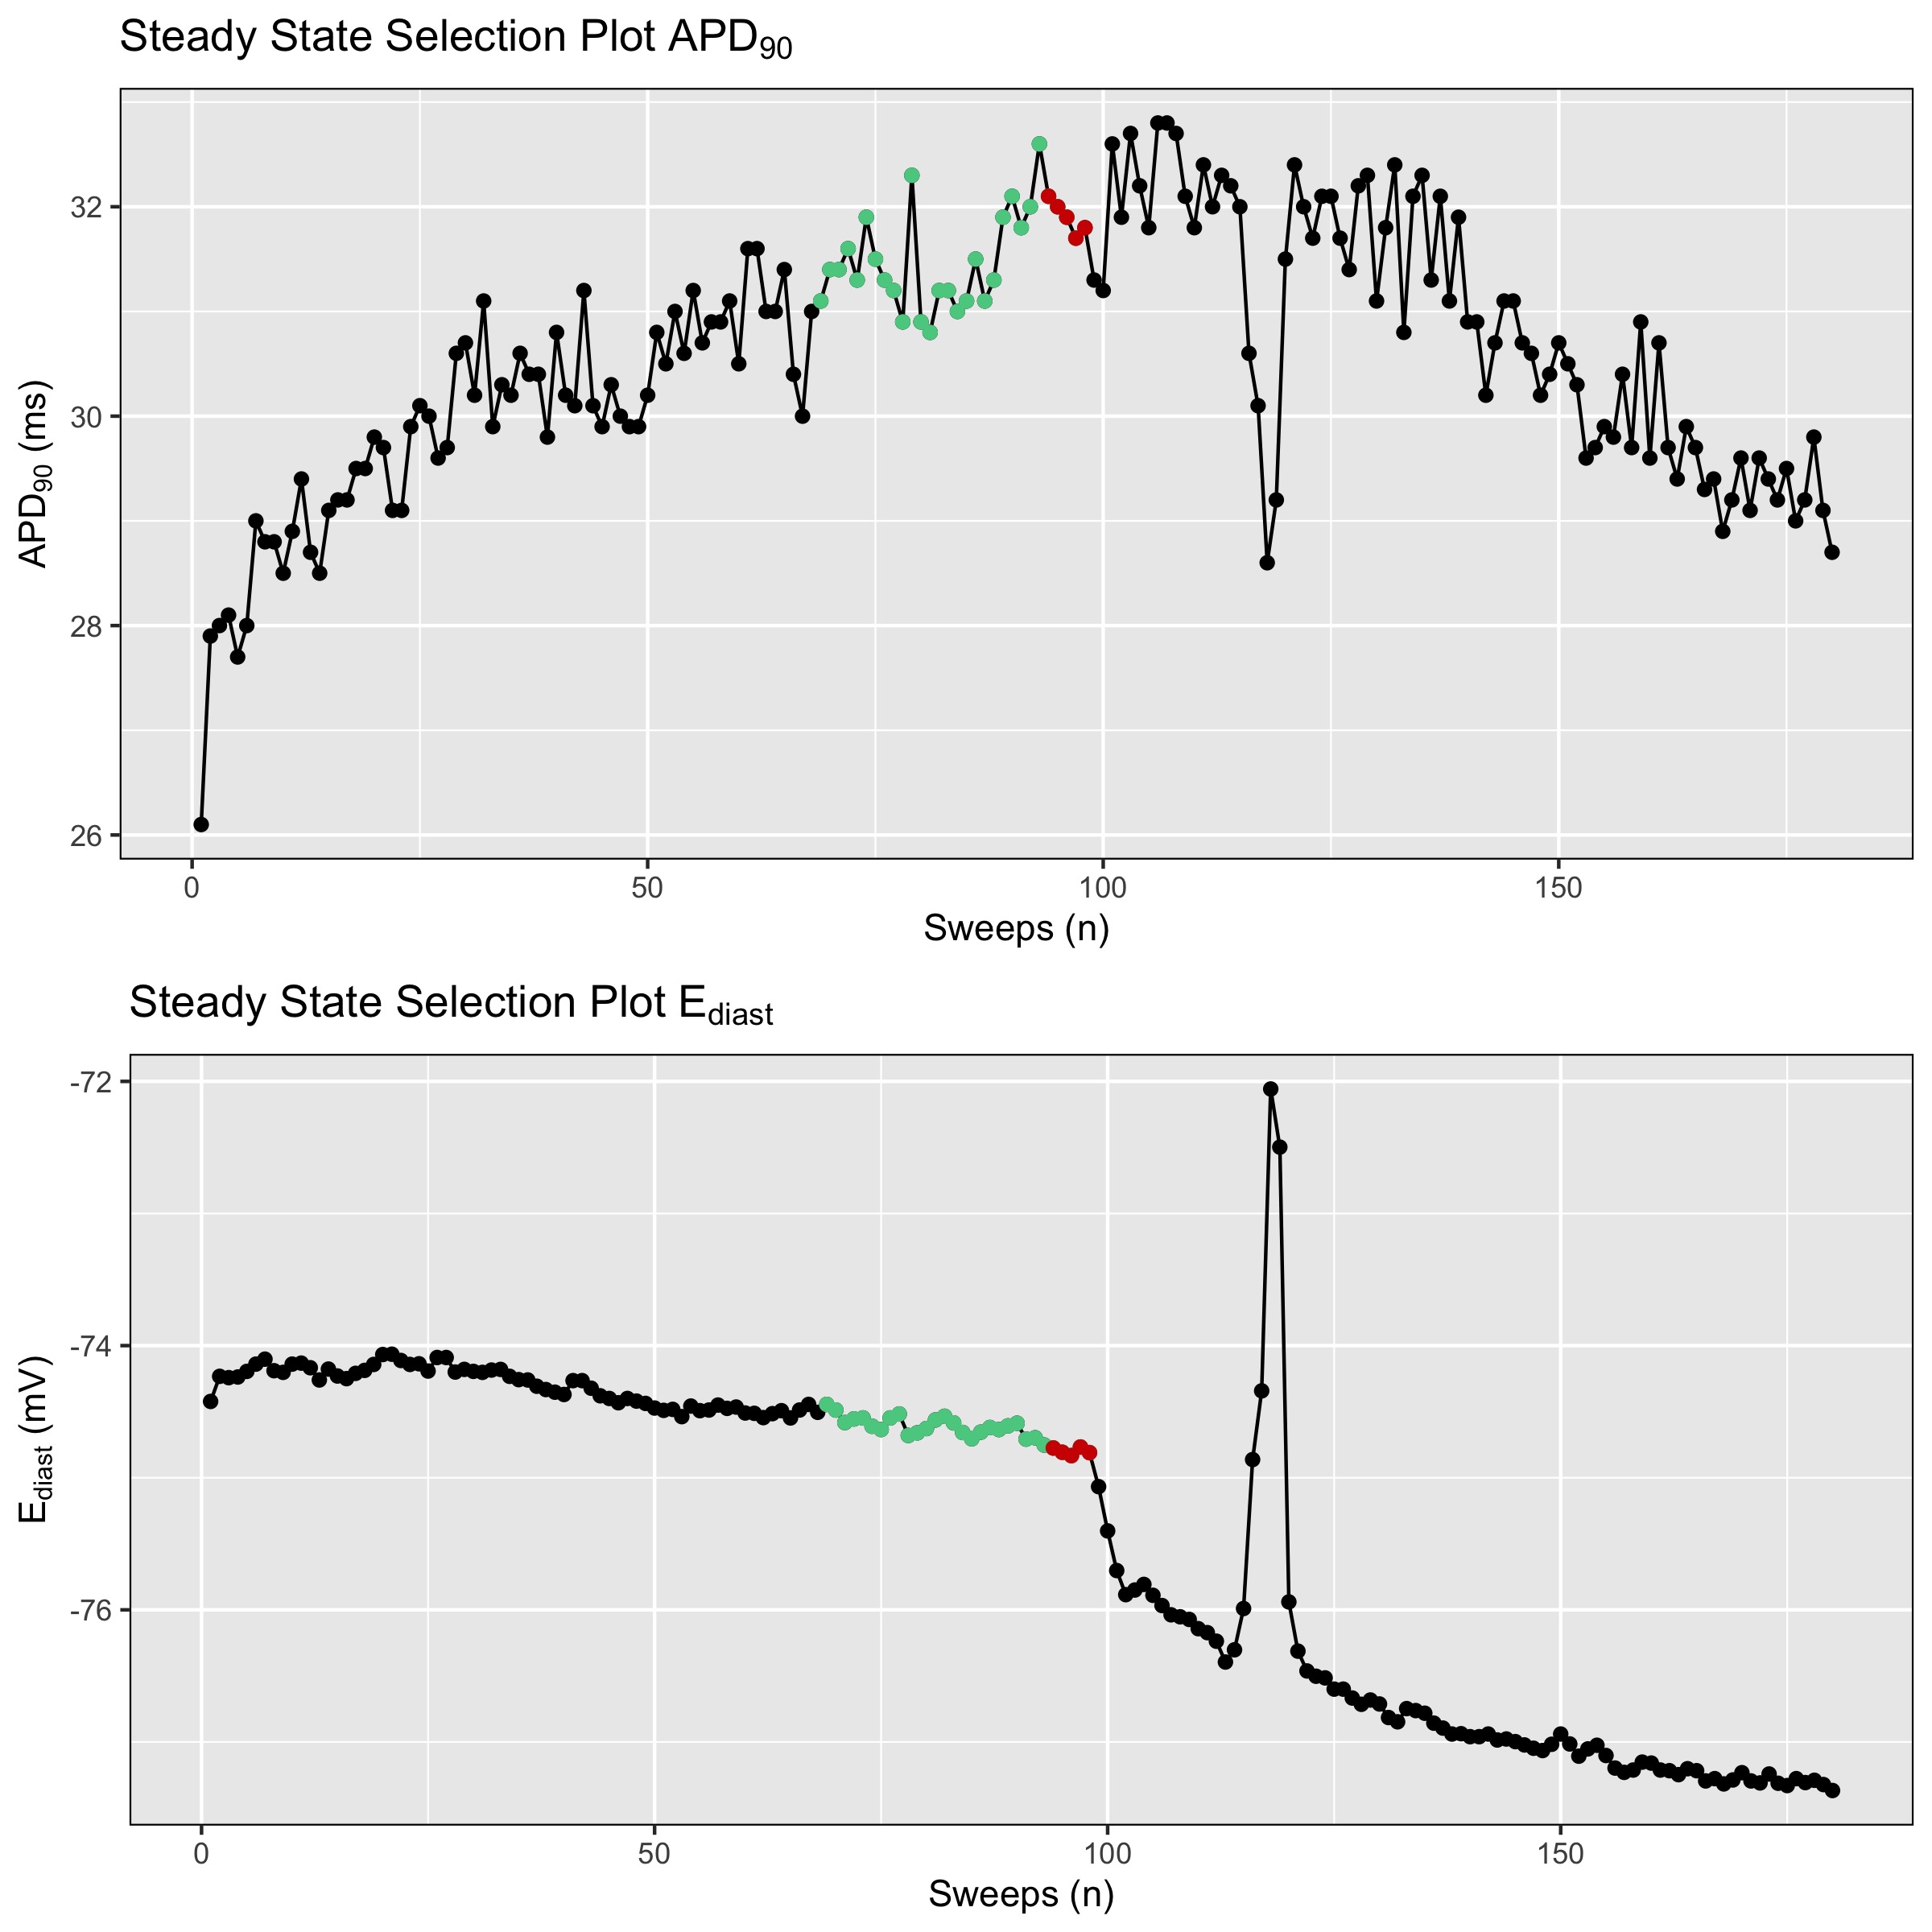 Steady State Selection Plot APD90
32
30
28
26
APD90 (ms)
0 50 100 150
Sweeps (n)
Steady State Selection Plot Ediast
-72
-74
-76
Ediast (mV)
0 50 100 150
Sweeps (n)